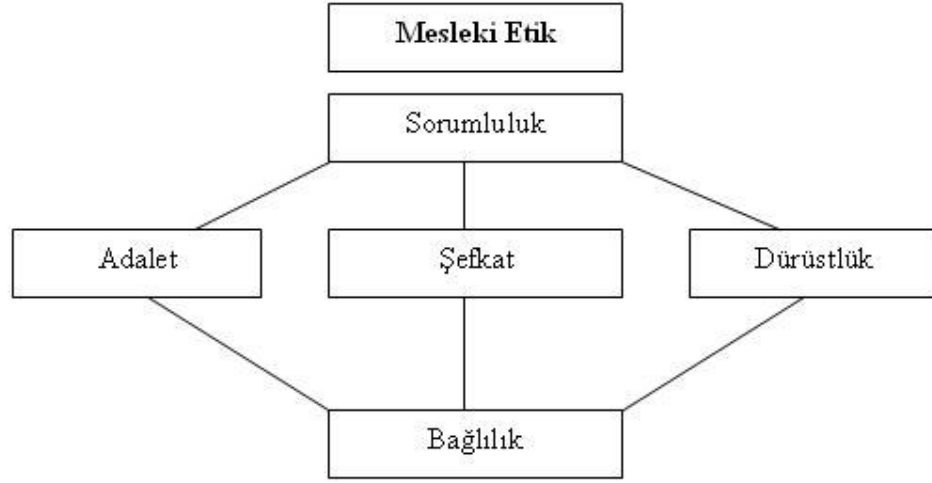 Mesleki Etik
Sorumluluk
Adalet
Şefkat
Dürüstlük
Bağlılık